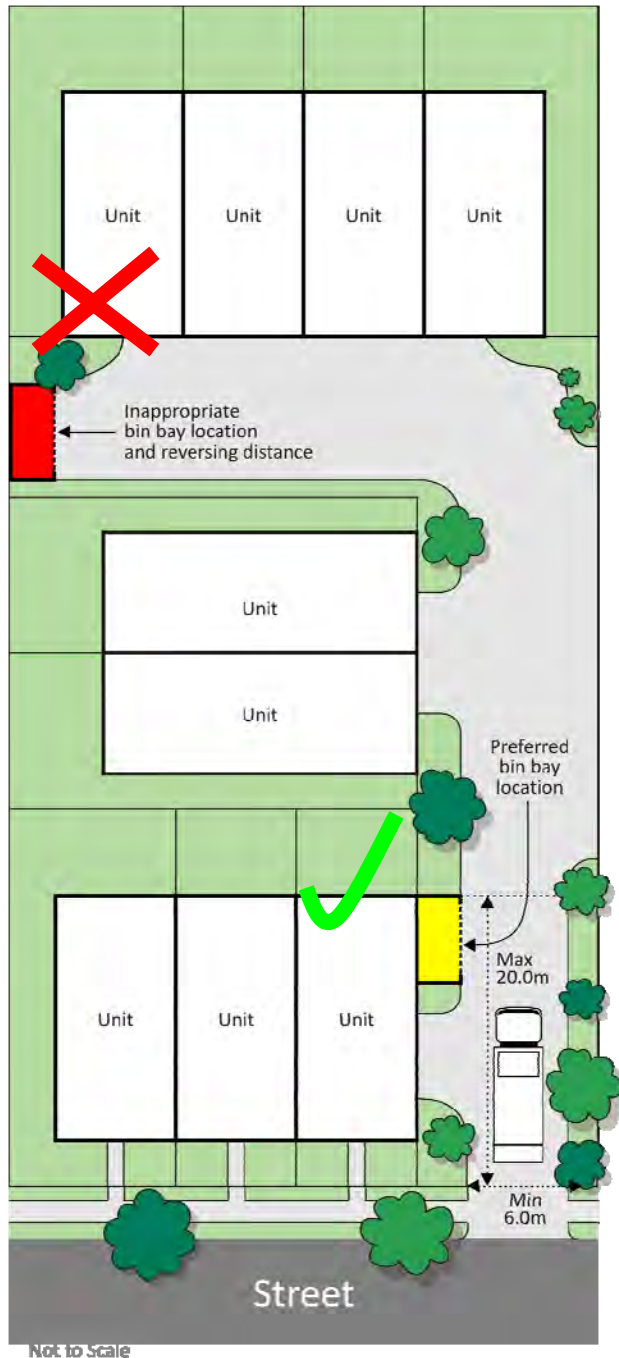 Unit
Unit
Unit
Unit
Inappropriate
bin bay location
and reversing distance
Unit
Unit
Preferred
bin bay
location
Max
20.0m
Unit
Unit
Unit
Min
6.0m
Street
Not to Scale